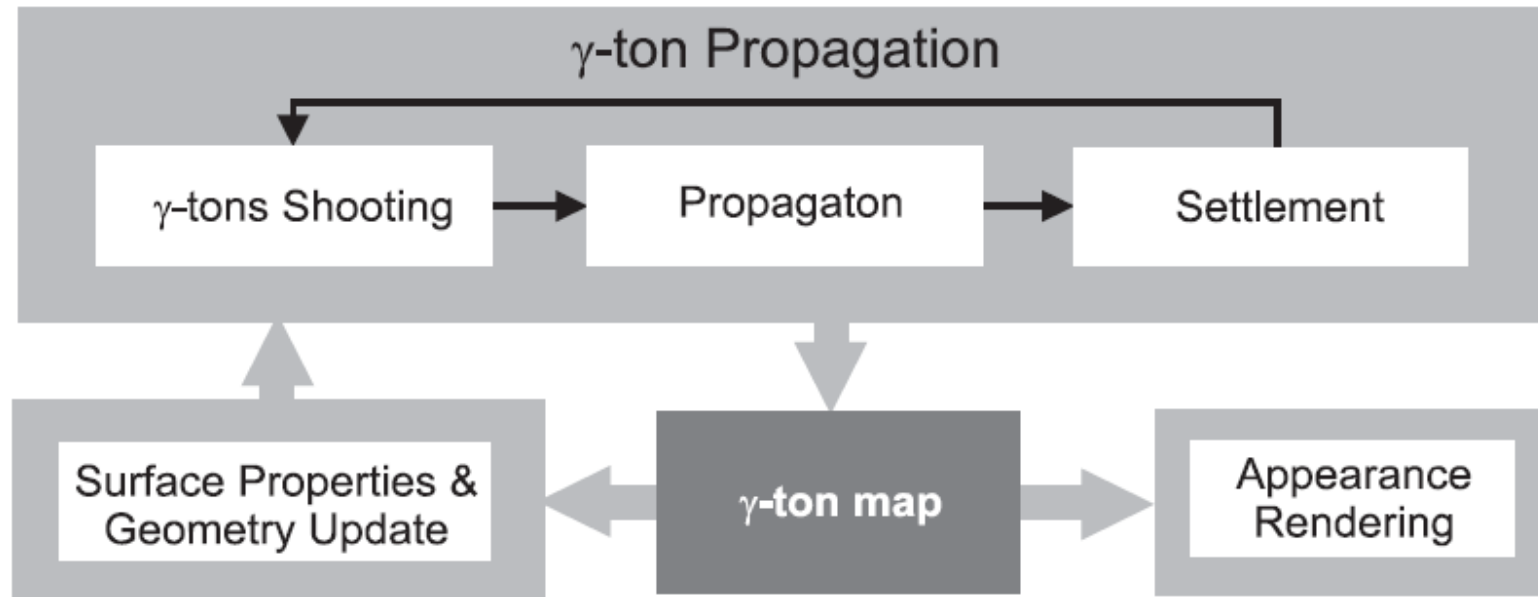 γ-ton Propagation
γ-tons Shooting
Propagaton
Settlement
Surface Properties &
Geometry Update
γ-ton map
Appearance
Rendering